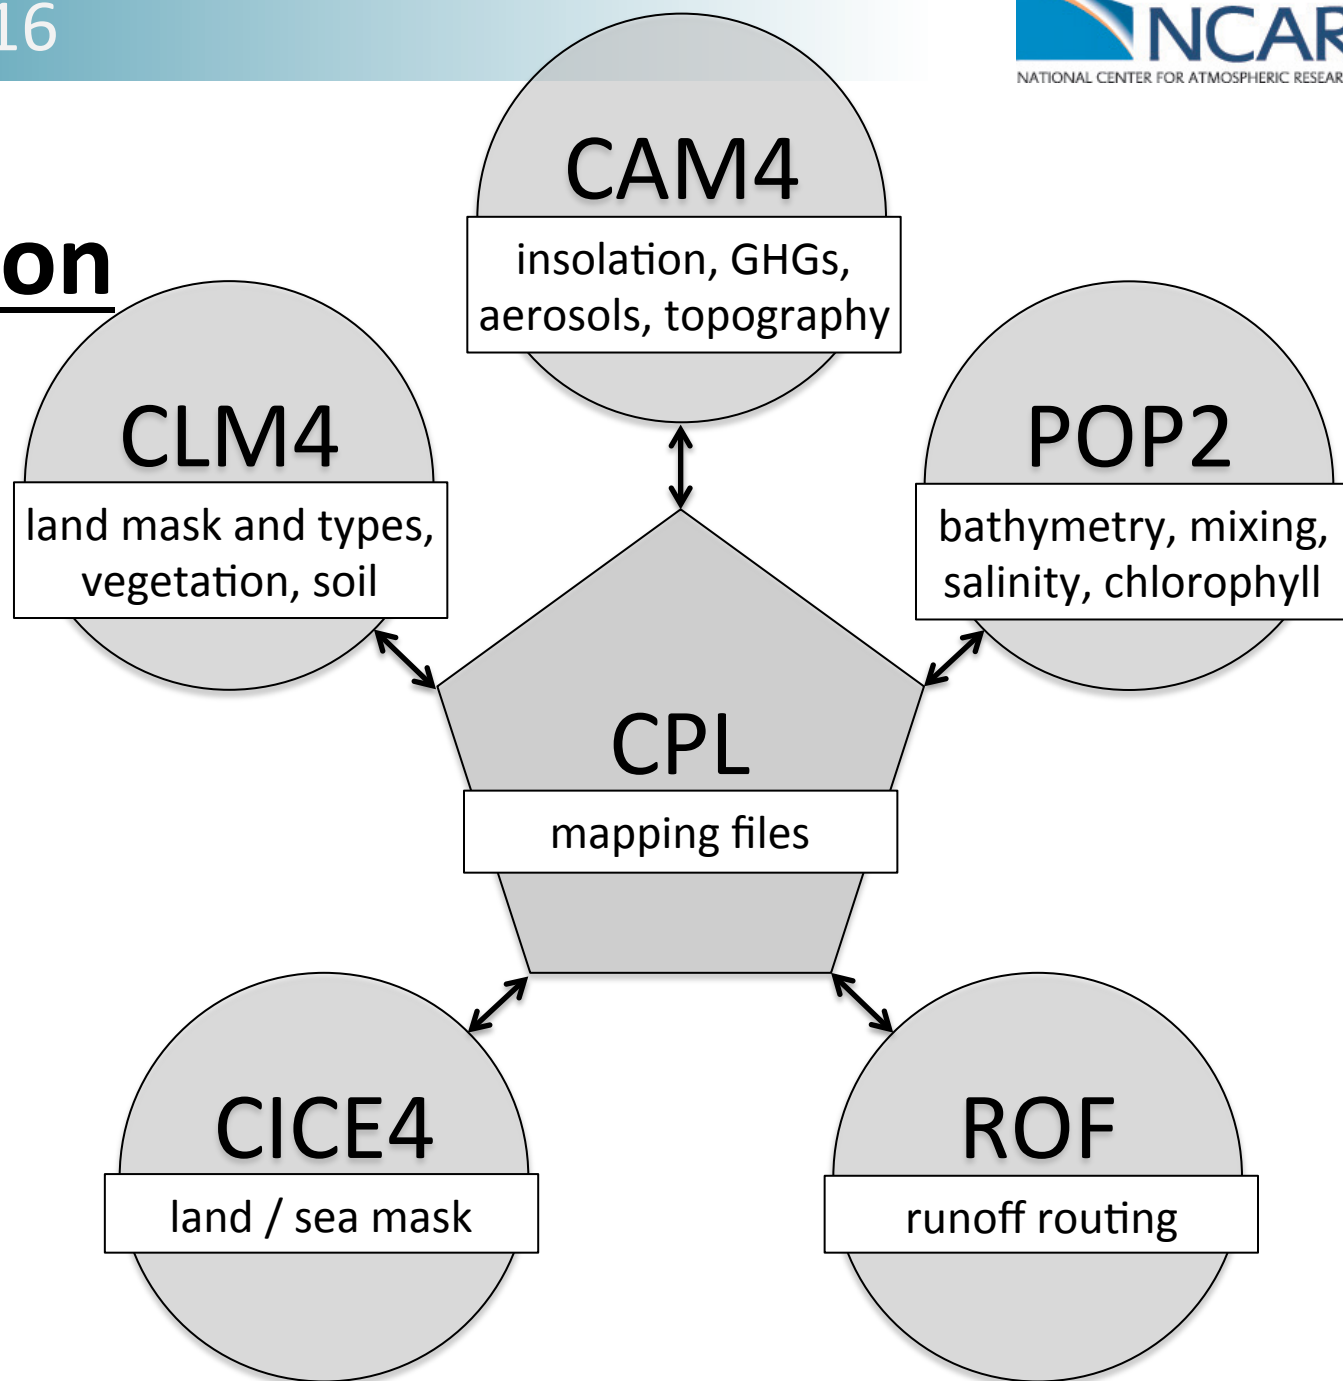 16
NCAR
NATIONAL CENTER FOR ATMOSPHERIC RESEAR
on
CAM4
insolation, GHGs,
aerosols, topography
CLM4
land mask and types,
vegetation, soil
POP2
bathymetry, mixing,
salinity, chlorophyll
CPL
mapping files
CICE4
land / sea mask
ROF
runoff routing